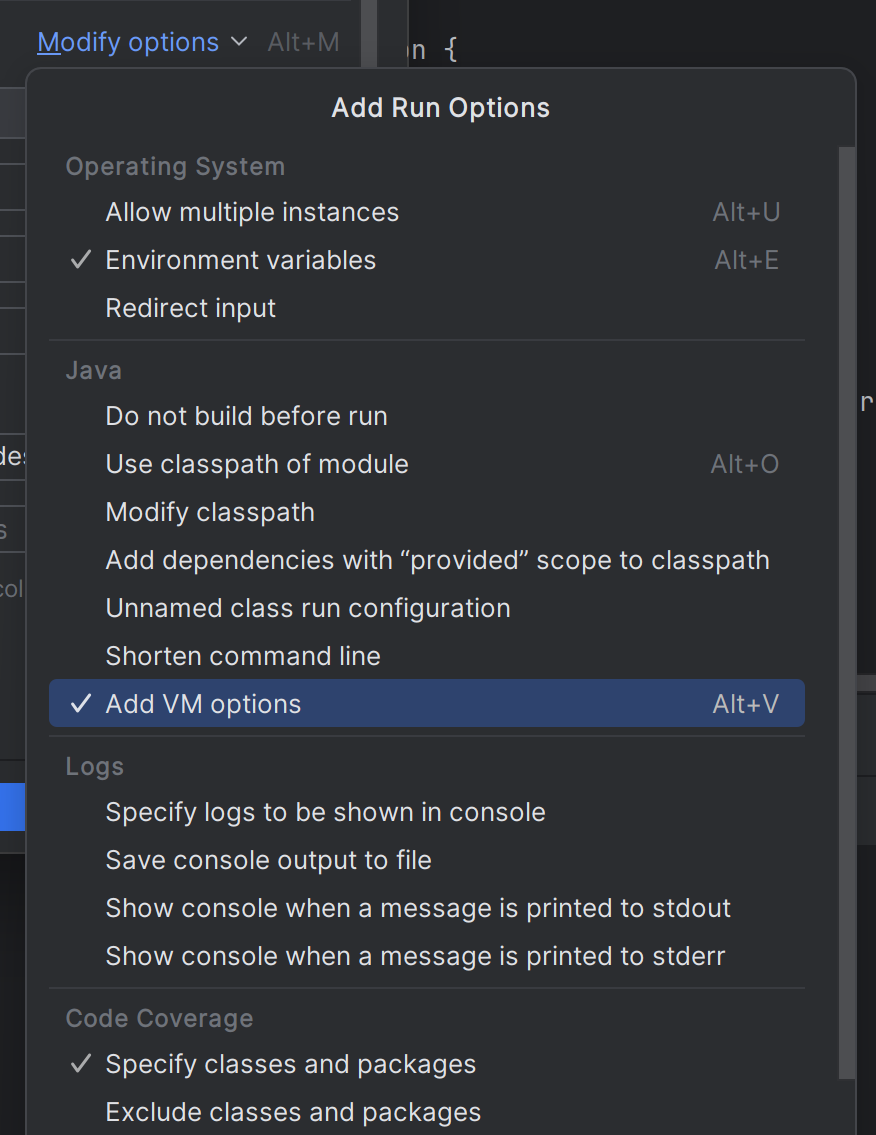 Modify options Alt+M
n {
Add Run Options
Operating System
Allow multiple instances Alt+U
Environment variables Alt+E
Redirect input
Java
r
Do not build before run
des
Use classpath of module Alt+O
Modify classpath
s
Add dependencies with “provided” scope to classpath
col
Unnamed class run configuration
Shorten command line
Add VM options Alt+V
Logs
Specify logs to be shown in console
Save console output to file
Show console when a message is printed to stdout
Show console when a message is printed to stderr
Code Coverage
Specify classes and packages
Exclude classes and packages